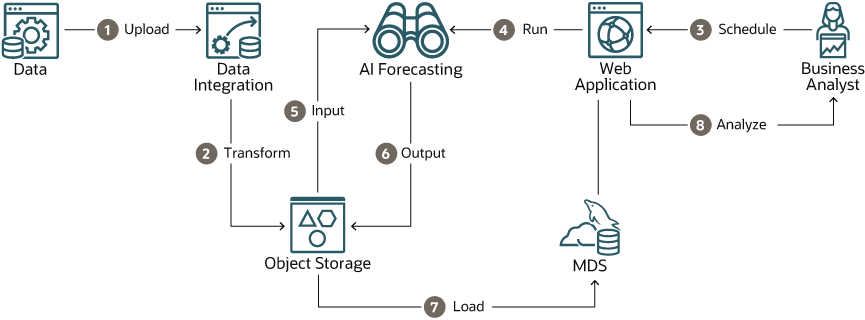 1 Upload
4 Run
3 Schedule
Data
Data
Integration
AI Forecasting
Web
Application
Business
Analyst
5 Input
8 Analyze
2 Transform
6 Output
Object Storage
MDS
7 Load